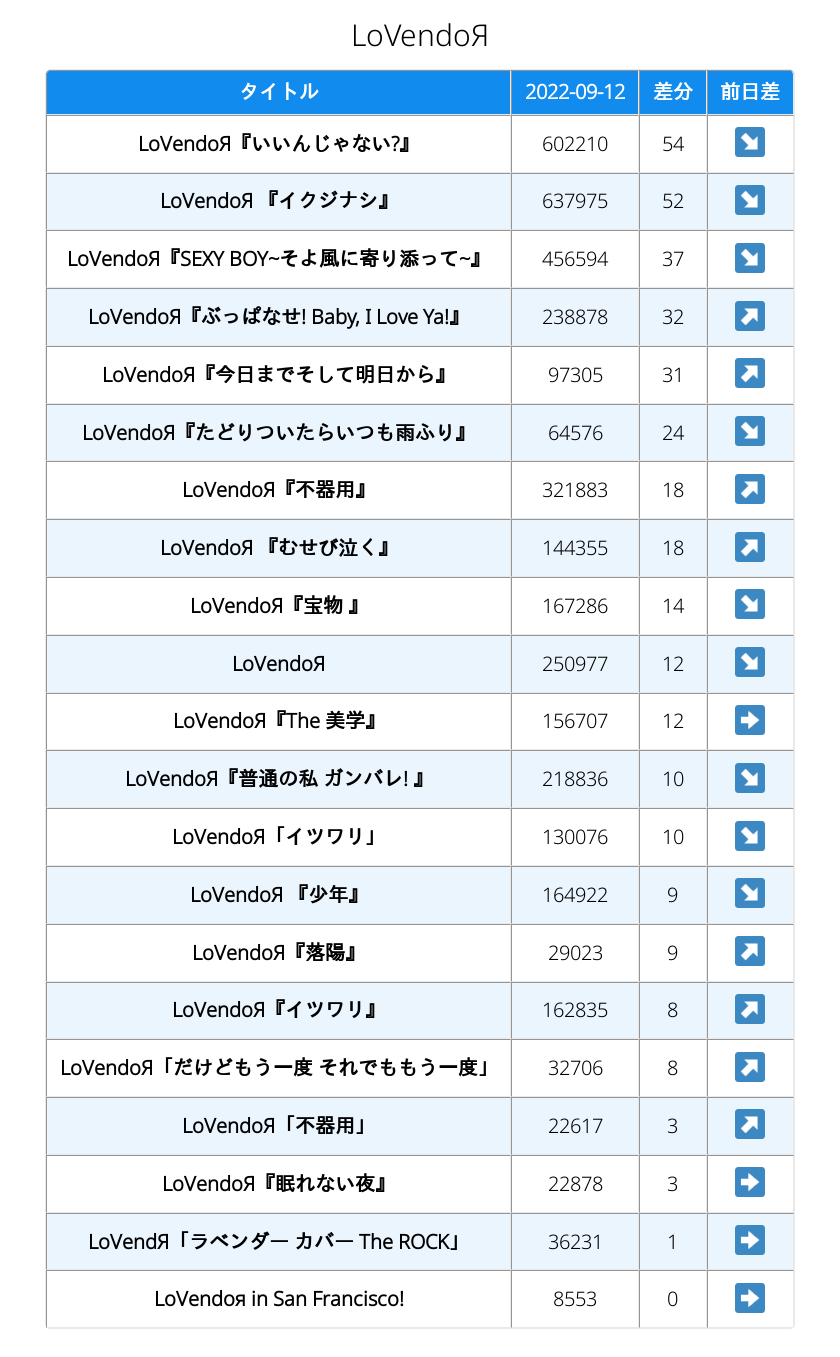 LoVendoЯ
タイトル 2022-09-12 差分 前日差
LoVendoЯ『いいんじゃない?』 602210 54 ↘
LoVendoЯ 『イクジナシ』 637975 52 ↘
LoVendoЯ『SEXY BOY~そよ風に寄り添って~』 456594 37 ↘
LoVendoЯ『ぶっぱなせ! Baby, I Love Ya!』 238878 32 ↗
LoVendoЯ『今日までそして明日から』 97305 31 ↗
LoVendoЯ『たどりついたらいつも雨ふり』 64576 24 ↘
LoVendoЯ『不器用』 321883 18 ↗
LoVendoЯ 『むせび泣く』 144355 18 ↗
LoVendoЯ『宝物 』 167286 14 ↘
LoVendoЯ 250977 12 ↘
LoVendoЯ『The 美学』 156707 12 ➡
LoVendoЯ『普通の私 ガンバレ! 』 218836 10 ↘
LoVendoЯ「イツワリ」 130076 10 ↘
LoVendoЯ 『少年』 164922 9 ↘
LoVendoЯ『落陽』 29023 9 ↗
LoVendoЯ『イツワリ』 162835 8 ↗
LoVendoЯ「だけどもう一度 それでももう一度」 32706 8 ↗
LoVendoЯ「不器用」 22617 3 ↗
LoVendoЯ『眠れない夜』 22878 3 ➡
LoVendЯ「ラベンダー カバー The ROCK」 36231 1 ➡
LoVendoя in San Francisco! 8553 0 ➡